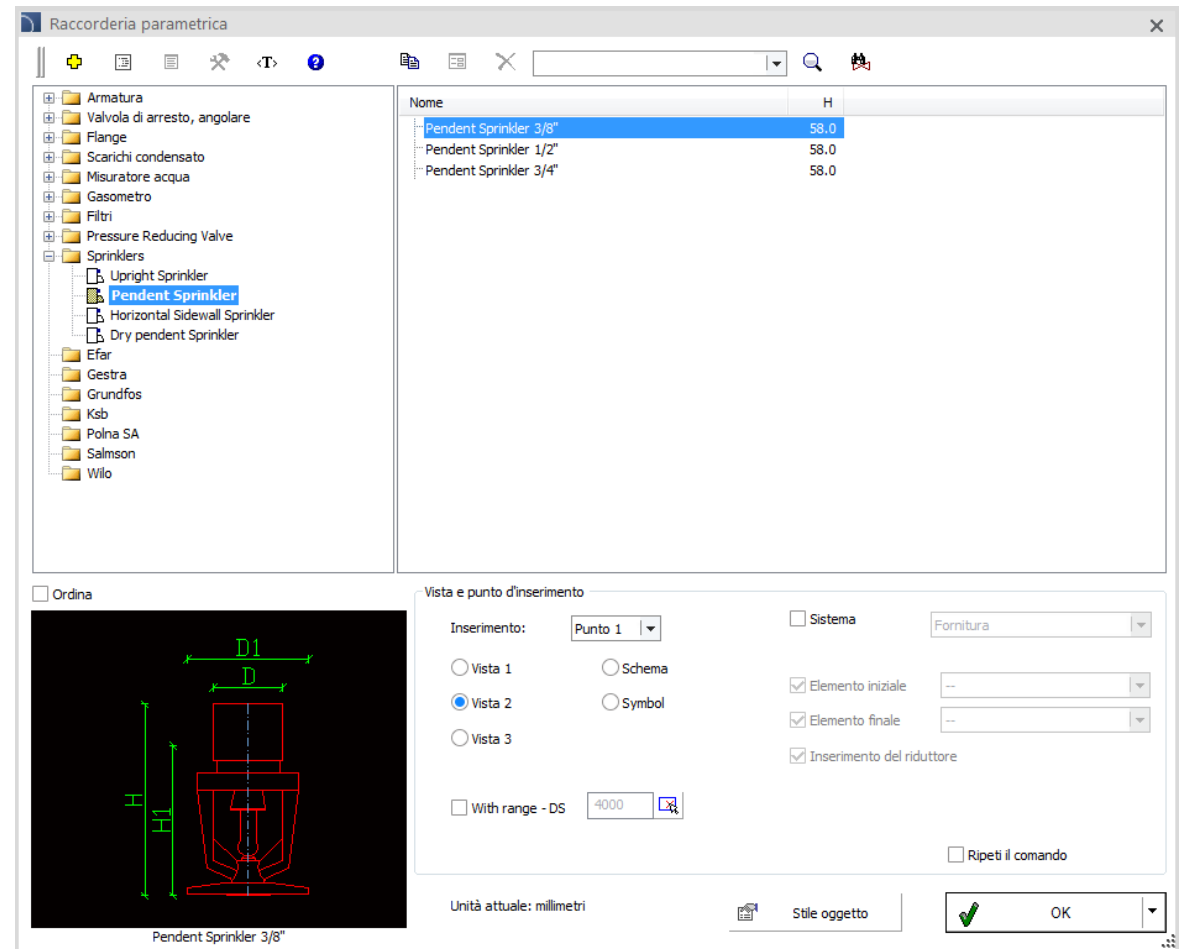 Raccorderia parametrica
<T>
Armatura
Valvola di arresto, angolare
Flange
Scarichi condensato
Misuratore acqua
Gasometro
Filtri
Pressure Reducing Valve
Sprinklers
Upright Sprinkler
Pendent Sprinkler
Horizontal Sidewall Sprinkler
Dry pendent Sprinkler
Efar
Gestra
Grundfos
Ksb
Polna SA
Salmson
Wilo
Nome H
Pendent Sprinkler 3/8" 58.0
Pendent Sprinkler 1/2" 58.0
Pendent Sprinkler 3/4" 58.0
Ordina
D1
D
H
H1
Pendent Sprinkler 3/8"
Vista e punto d'inserimento
Inserimento: Punto 1
Vista 1 Schema
Vista 2 Symbol
Vista 3
With range - DS 4000
Sistema Fornitura
Elemento iniziale --
Elemento finale --
Inserimento del riduttore
Ripeti il comando
Unità attuale: millimetri
Stile oggetto
OK